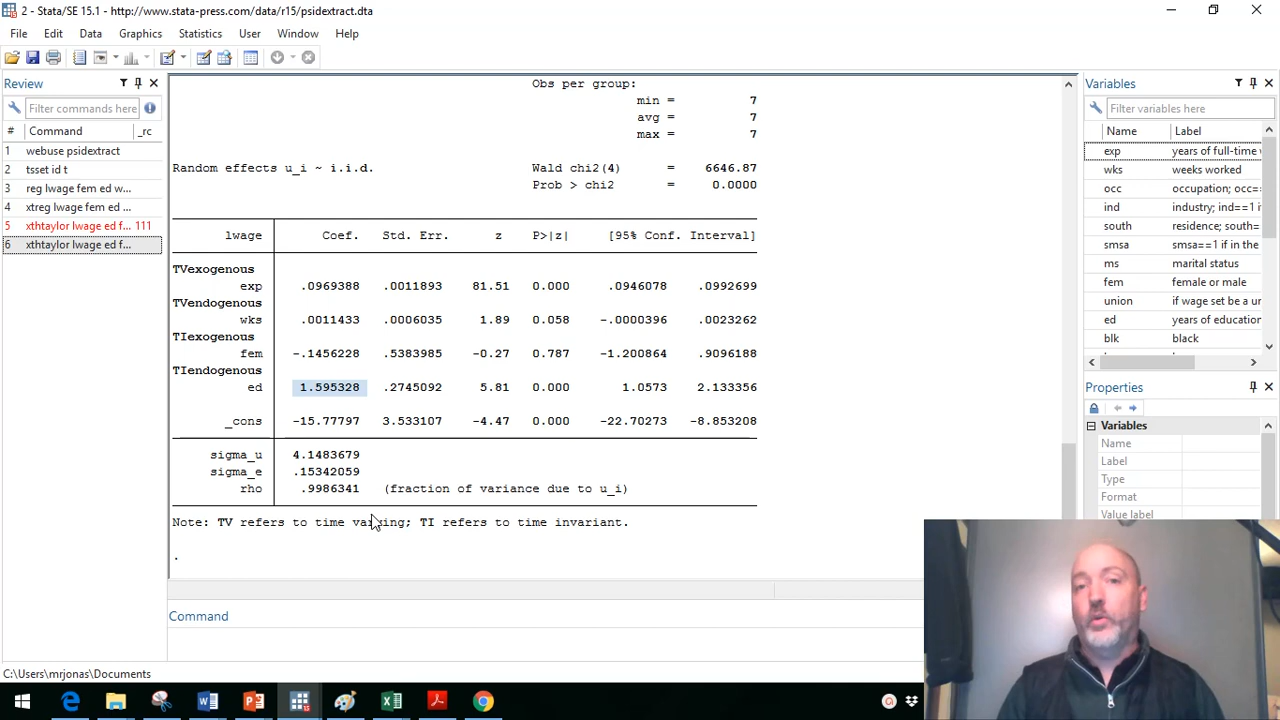 2 - Stata/SE 15.1 - http://www.stata-press.com/data/r15/psidextract.dta
File Edit Data Graphics Statistics User Window Help
Review
Filter commands here
# Command _rc
1 webuse psidextract
2 tsset id t
3 reg lwage fem ed w...
4 xtreg lwage fem ed ...
5 xthtaylor lwage ed f... 111
6 xthtaylor lwage ed f...
Obs per group:
min = 7
avg = 7
max = 7
Random effects u_i ~ i.i.d. Wald chi2(4) = 6646.87
Prob > chi2 = 0.0000
lwage Coef. Std. Err. z P>|z| [95% Conf. Interval]
TVexogenous
exp .0969388 .0011893 81.51 0.000 .0946078 .0992699
TVendogenous
wks .0011433 .0006035 1.89 0.058 -.0000396 .0023262
TIexogenous
fem -.1456228 .5383985 -0.27 0.787 -1.200864 .9096188
TIendogenous
ed 1.595328 .2745092 5.81 0.000 1.0573 2.133356
_cons -15.77797 3.533107 -4.47 0.000 -22.70273 -8.853208
sigma_u 4.1483679
sigma_e .15342059
rho .9986341 (fraction of variance due to u_i)
Note: TV refers to time varying; TI refers to time invariant.
.
Command
Variables
Filter variables here
Name Label
exp years of full-time
wks weeks worked
occ occupation; occ=
ind industry; ind==1 i
south residence; south=
smsa smsa==1 if in the
ms marital status
fem female or male
union if wage set be a u
ed years of education
blk black
Properties
Variables
Name
Label
Type
Format
Value label
C:\Users\mrjonas\Documents